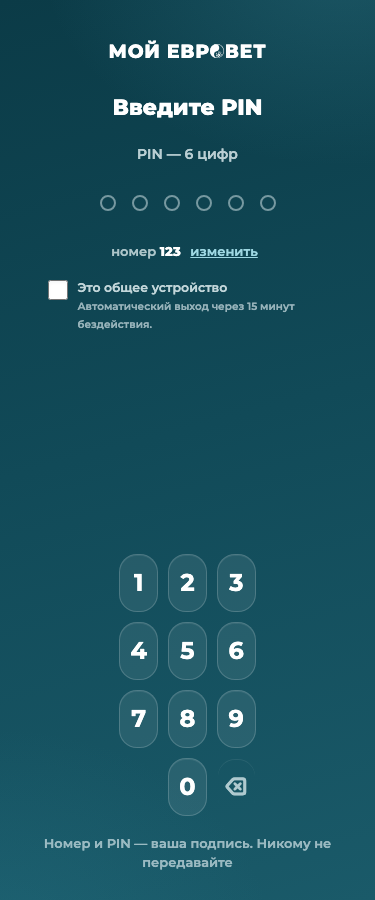 МОЙ ЕВРОВЕТ
Введите PIN
PIN — 6 цифр
номер 123 изменить
Это общее устройство
Автоматический выход через 15 минут
бездействия.
1 2 3
4 5 6
7 8 9
0
Номер и PIN — ваша подпись. Никому не
передавайте